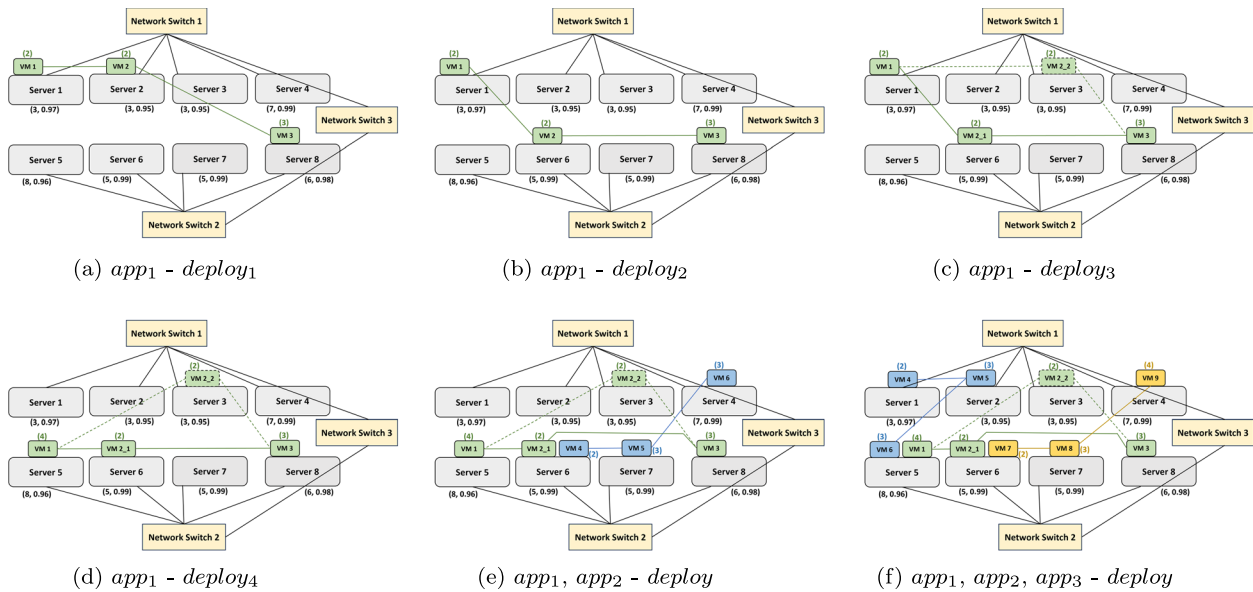 Network Switch 1
(2) (2)
VM 1 VM 2
Server 1 Server 2 Server 3 Server 4
(3, 0.97) (3, 0.95) (3, 0.95) (7, 0.99)
Network Switch 3
(3)
VM 3
Server 5 Server 6 Server 7 Server 8
(8, 0.96) (5, 0.99) (5, 0.99) (6, 0.98)
Network Switch 2
(a) app1 - deploy1
Network Switch 1
(2)
VM 1
Server 1 Server 2 Server 3 Server 4
(3, 0.97) (3, 0.95) (3, 0.95) (7, 0.99)
Network Switch 3
(2) (3)
VM 2 VM 3
Server 5 Server 6 Server 7 Server 8
(8, 0.96) (5, 0.99) (5, 0.99) (6, 0.98)
Network Switch 2
(b) app1 - deploy2
Network Switch 1
(2) (2)
VM 1 VM 2_2
Server 1 Server 2 Server 3 Server 4
(3, 0.97) (3, 0.95) (3, 0.95) (7, 0.99)
Network Switch 3
(2) (3)
VM 2_1 VM 3
Server 5 Server 6 Server 7 Server 8
(8, 0.96) (5, 0.99) (5, 0.99) (6, 0.98)
Network Switch 2
(c) app1 - deploy3
Network Switch 1
(2)
VM 2_2
Server 1 Server 2 Server 3 Server 4
(3, 0.97) (3, 0.95) (3, 0.95) (7, 0.99)
Network Switch 3
(4) (2) (3)
VM 1 VM 2_1 VM 3
Server 5 Server 6 Server 7 Server 8
(8, 0.96) (5, 0.99) (5, 0.99) (6, 0.98)
Network Switch 2
(d) app1 - deploy4
Network Switch 1
(2) (3)
VM 2_2 VM 6
Server 1 Server 2 Server 3 Server 4
(3, 0.97) (3, 0.95) (3, 0.95) (7, 0.99)
Network Switch 3
(4) (2) (3)
VM 1 VM 2_1 VM 4 VM 5 VM 3
(2) (3)
Server 5 Server 6 Server 7 Server 8
(8, 0.96) (5, 0.99) (5, 0.99) (6, 0.98)
Network Switch 2
(e) app1, app2 - deploy
Network Switch 1
(2) (3) (2) (4)
VM 4 VM 5 VM 2_2 VM 9
Server 1 Server 2 Server 3 Server 4
(3, 0.97) (3, 0.95) (3, 0.95) (7, 0.99)
Network Switch 3
(3) (4) (2) (3)
VM 6 VM 1 VM 2_1 VM 7 VM 8 VM 3
(2) (3)
Server 5 Server 6 Server 7 Server 8
(8, 0.96) (5, 0.99) (5, 0.99) (6, 0.98)
Network Switch 2
(f) app1, app2, app3 - deploy